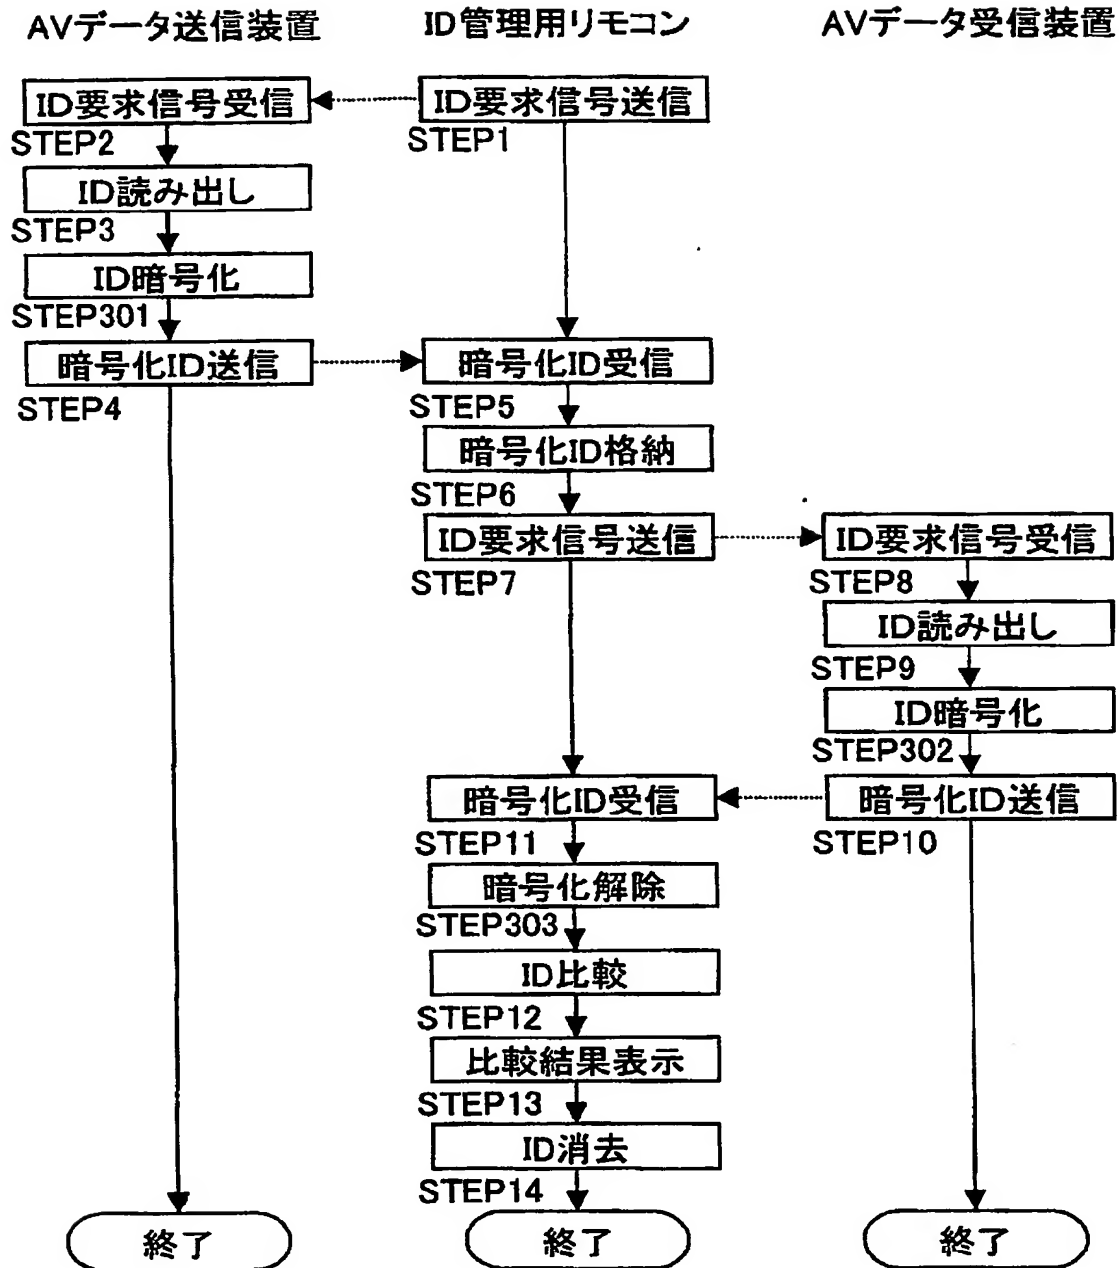 AVデータ送信装置
ID管理用リモコン
AVデータ受信装置
ID要求信号受信
ID要求信号送信
STEP2
STEP1
ID読み出し
STEP3
ID暗号化
STEP301
暗号化ID送信
暗号化ID受信
STEP4
STEP5
暗号化ID格納
STEP6
ID要求信号送信
ID要求信号受信
STEP7
STEP8
ID読み出し
STEP9
ID暗号化
STEP302
暗号化ID受信
暗号化ID送信
STEP11
STEP10
暗号化解除
STEP303
ID比較
STEP12
比較結果表示
STEP13
ID消去
STEP14
終了
終了
終了